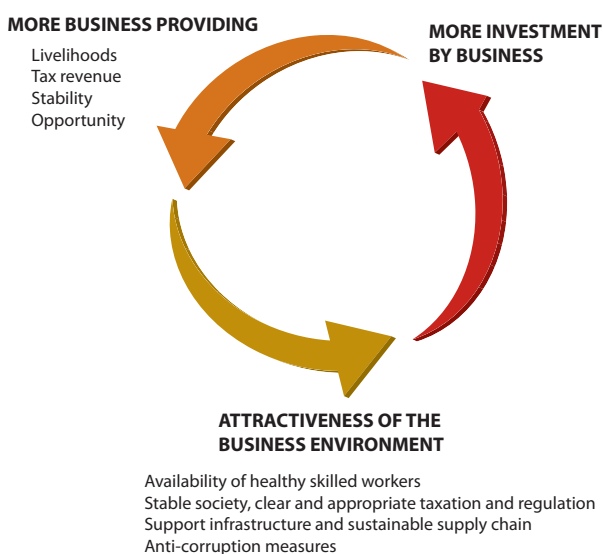 MORE BUSINESS PROVIDING
Livelihoods
Tax revenue
Stability
Opportunity
MORE INVESTMENT
BY BUSINESS
ATTRACTIVENESS OF THE
BUSINESS ENVIRONMENT
Availability of healthy skilled workers
Stable society, clear and appropriate taxation and regulation
Support infrastructure and sustainable supply chain
Anti-corruption measures